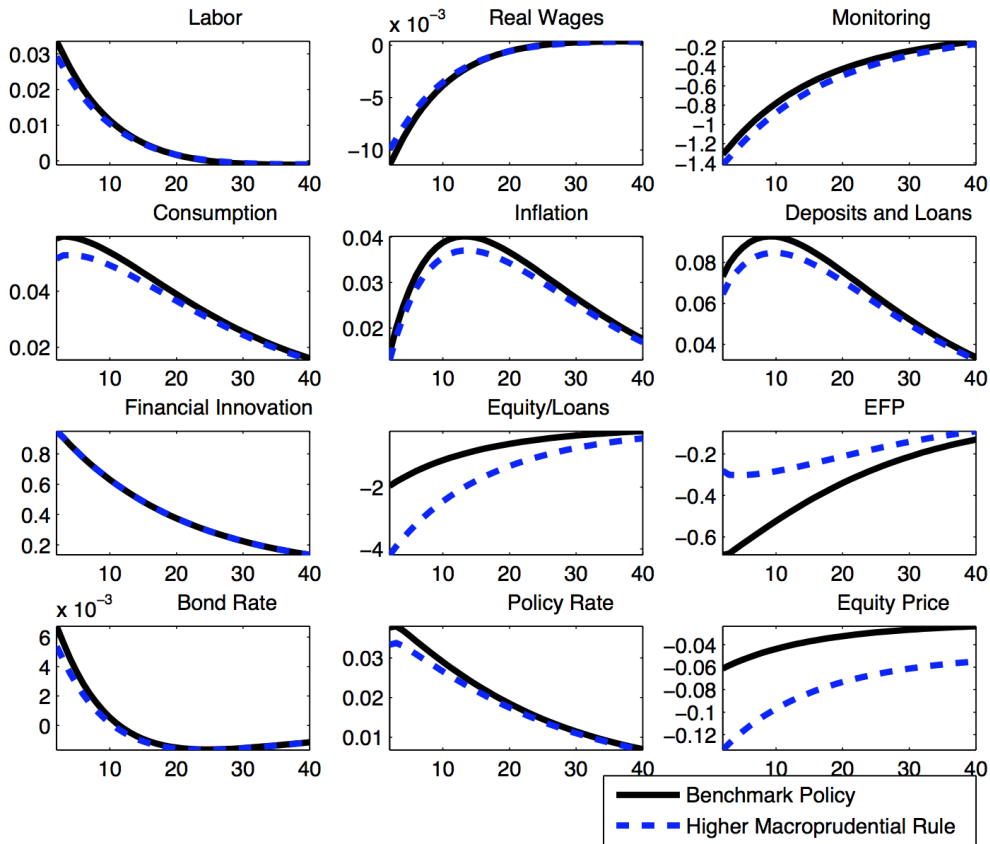 Labor
Real Wages
Monitoring
0.03
0.02
0.01
0
10 20 30 40
x 10⁻³
0
−5
−10
10 20 30 40
−0.2
−0.4
−0.6
−0.8
−1
−1.2
−1.4
10 20 30 40
Consumption
Inflation
Deposits and Loans
0.04
0.02
10 20 30 40
0.04
0.03
0.02
10 20 30 40
0.08
0.06
0.04
10 20 30 40
Financial Innovation
Equity/Loans
EFP
0.8
0.6
0.4
0.2
10 20 30 40
−2
−4
10 20 30 40
−0.2
−0.4
−0.6
10 20 30 40
Bond Rate
Policy Rate
Equity Price
x 10⁻³
6
4
2
0
10 20 30 40
0.03
0.02
0.01
10 20 30 40
−0.04
−0.06
−0.08
−0.1
−0.12
10 20 30 40
Benchmark Policy
Higher Macroprudential Rule